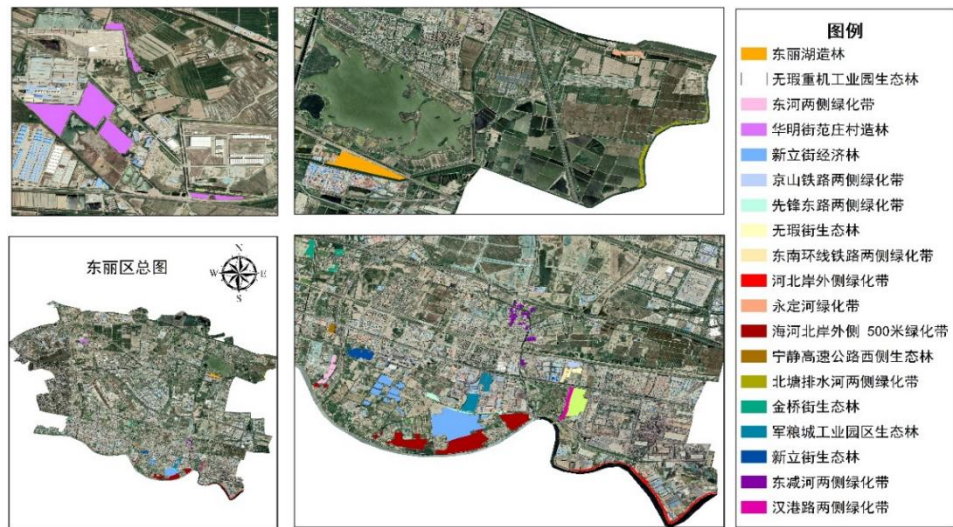 图例
东丽湖造林
无瑕重机工业园生态林
东河两侧绿化带
华明街范庄村造林
新立街经济林
京山铁路两侧绿化带
先锋东路两侧绿化带
无瑕街生态林
东南环线铁路两侧绿化带
河北岸外侧绿化带
永定河绿化带
海河北岸外侧 500米绿化带
宁静高速公路西侧生态林
北塘排水河两侧绿化带
金桥街生态林
军粮城工业园区生态林
新立街生态林
东减河两侧绿化带
汉港路两侧绿化带
东丽区总图
N
W E
S